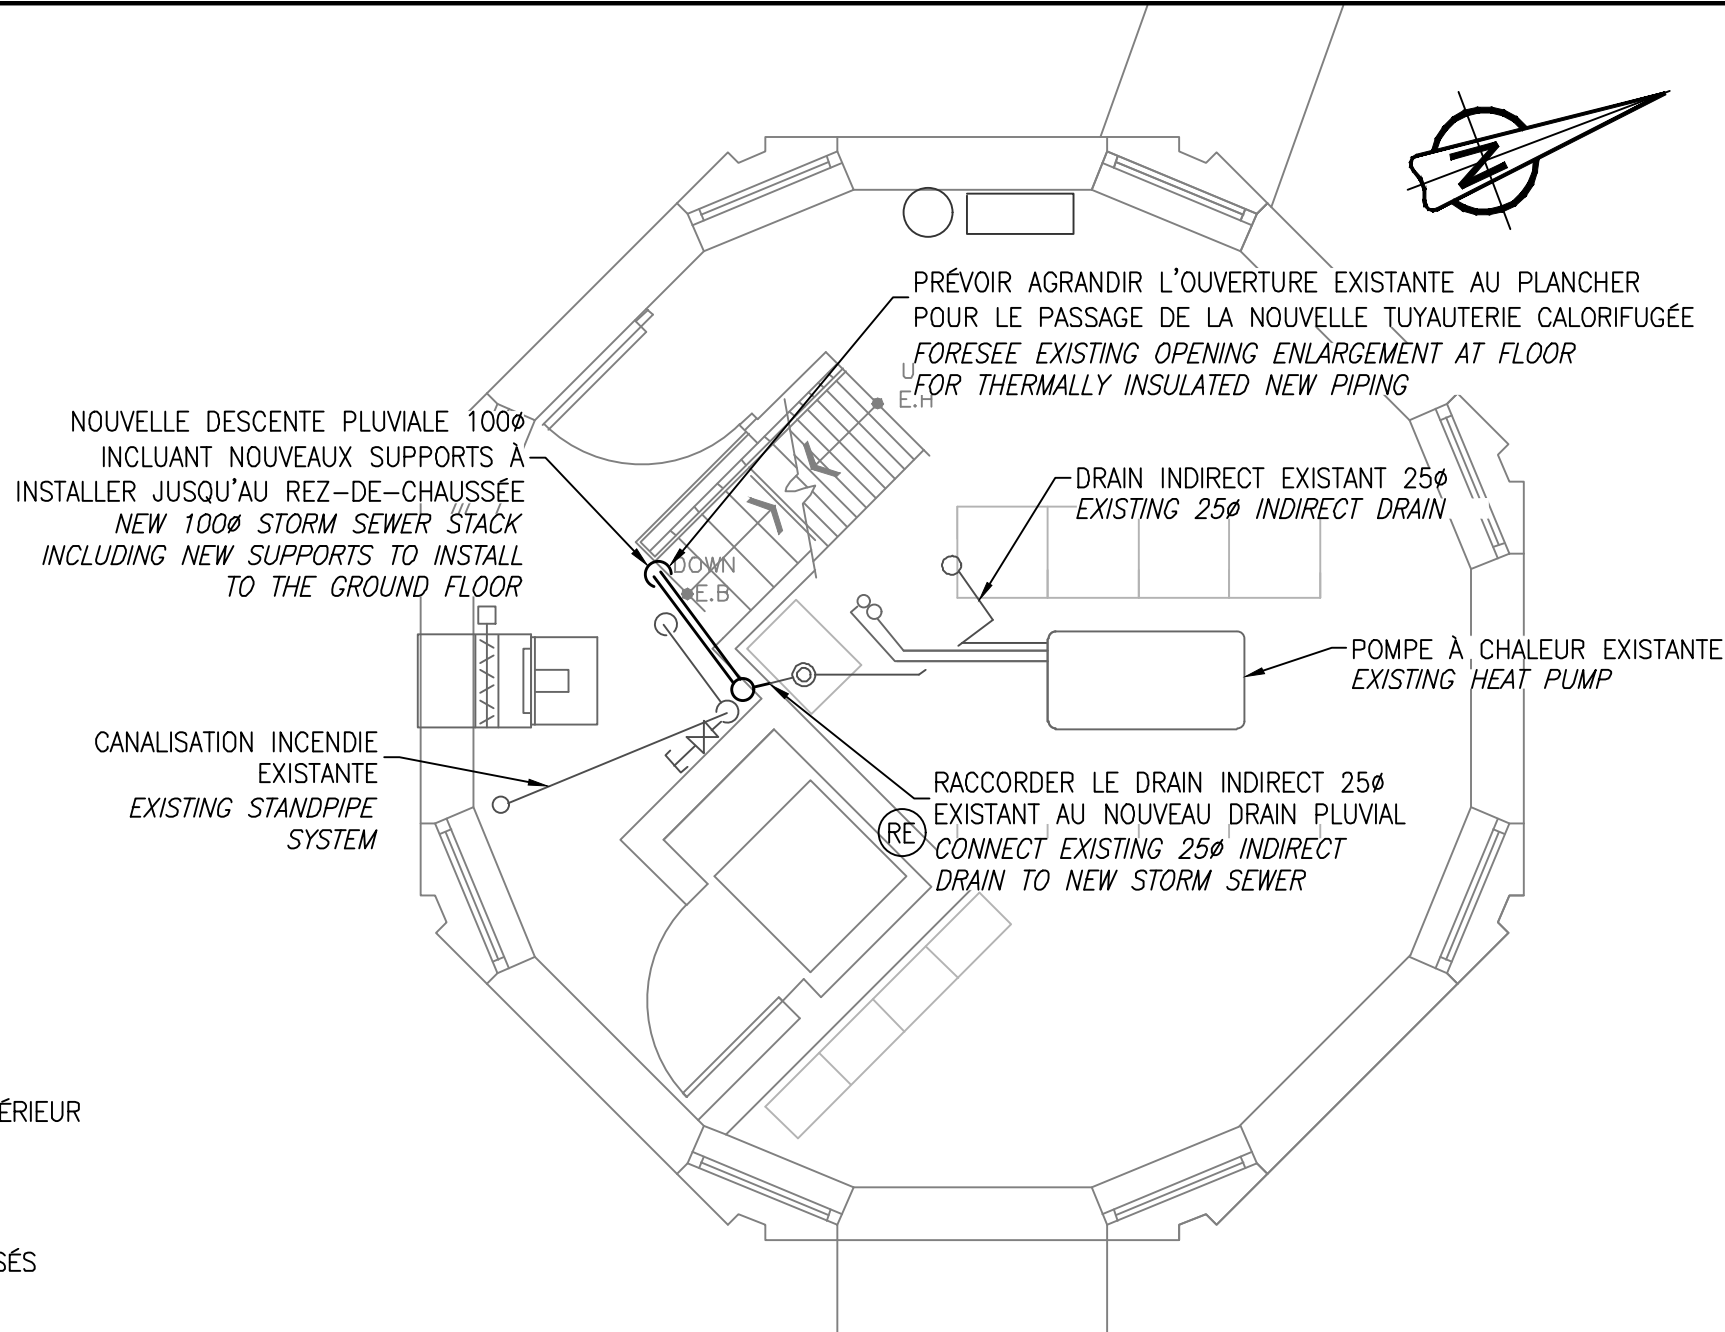 PRÉVOIR AGRANDIR L'OUVERTURE EXISTANTE AU PLANCHER
POUR LE PASSAGE DE LA NOUVELLE TUYAUTERIE CALORIFUGÉE
FORESEE EXISTING OPENING ENLARGEMENT AT FLOOR
FOR THERMALLY INSULATED NEW PIPING
N
U
E.H
NOUVELLE DESCENTE PLUVIALE 100ø
INCLUANT NOUVEAUX SUPPORTS À
INSTALLER JUSQU'AU REZ-DE-CHAUSSÉE
NEW 100ø STORM SEWER STACK
INCLUDING NEW SUPPORTS TO INSTALL
TO THE GROUND FLOOR
DRAIN INDIRECT EXISTANT 25ø
EXISTING 25ø INDIRECT DRAIN
DOWN
E.B
POMPE À CHALEUR EXISTANTE
EXISTING HEAT PUMP
CANALISATION INCENDIE
EXISTANTE
EXISTING STANDPIPE
SYSTEM
RACCORDER LE DRAIN INDIRECT 25ø
EXISTANT AU NOUVEAU DRAIN PLUVIAL
CONNECT EXISTING 25ø INDIRECT
DRAIN TO NEW STORM SEWER
RE
ÉRIEUR
SÉS